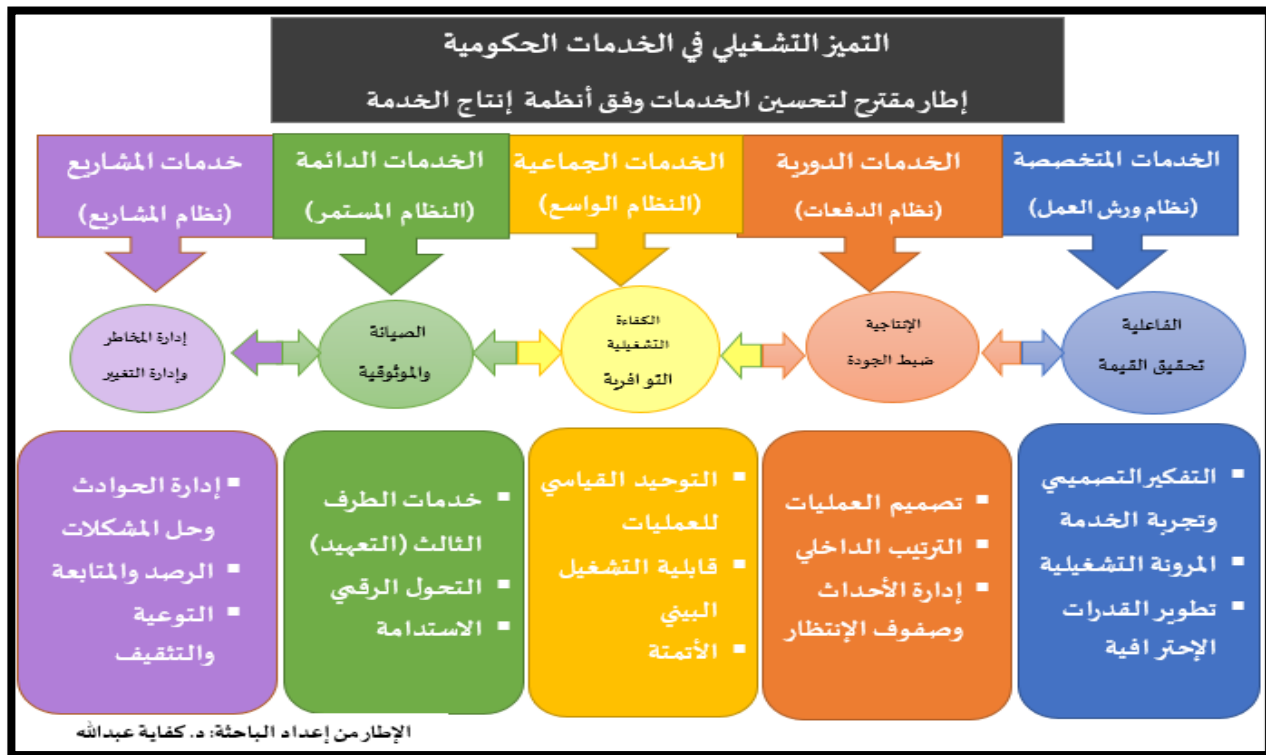 التميز التشغيلي في الخدمات الحكومية
إطار مقترح لتحسين الخدمات وفق أنظمة إنتاج الخدمة
الخدمات المتخصصة
(نظام ورش العمل)
الخدمات الدورية
(نظام الدفعات)
الخدمات الجماعية
(النظام الواسع)
الخدمات الدائمة
(النظام المستمر)
خدمات المشاريع
(نظام المشاريع)
الفاعلية
تحقيق القيمة
الإنتاجية
ضبط الجودة
الكفاءة
التشغيلية
التوافرية
الصيانة
والموثوقية
إدارة المخاطر
وإدارة التغيير
▪ التفكير التصميمي
وتجربة الخدمة
▪ المرونة التشغيلية
▪ تطوير القدرات
الإحترافية
▪ تصميم العمليات
▪ الترتيب الداخلي
▪ إدارة الأحداث
وصفوف الإنتظار
▪ التوحيد القياسي
للعمليات
▪ قابلية التشغيل
البيني
▪ الأتمتة
▪ خدمات الطرف
الثالث (التعهيد)
▪ التحول الرقمي
▪ الاستدامة
▪ إدارة الحوادث
وحل المشكلات
▪ الرصد والمتابعة
▪ التوعية
والتثقيف
الإطار من إعداد الباحثة: د. كفاية عبدالله